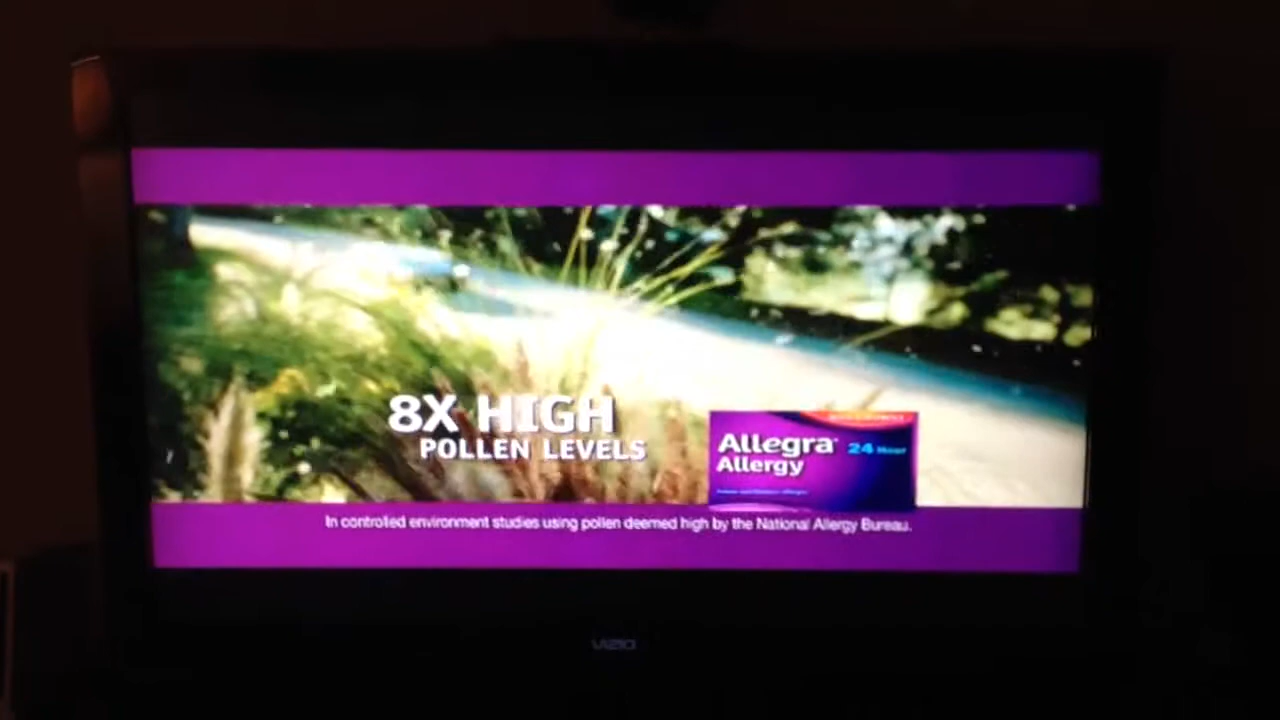 8X HIGH
POLLEN LEVELS
Allegra
Allergy
24 Hour
In controlled environment studies using pollen deemed high by the National Allergy Bureau.
VIZIO